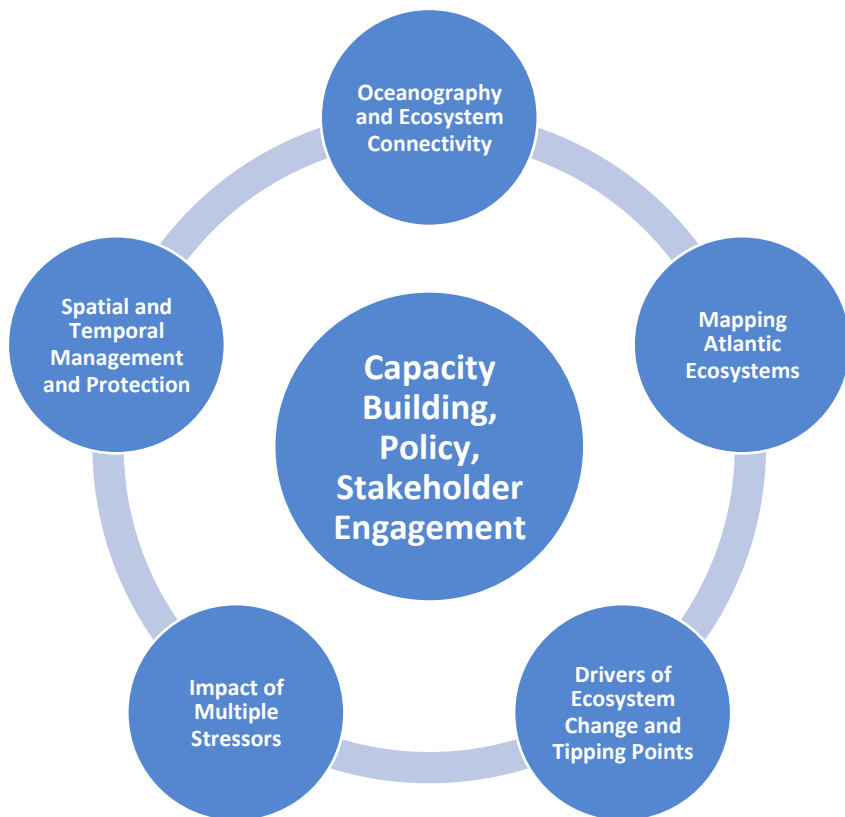 Oceanography
and Ecosystem
Connectivity
Spatial and
Temporal
Management
and Protection
Mapping
Atlantic
Ecosystems
Capacity
Building,
Policy,
Stakeholder
Engagement
Impact of
Multiple
Stressors
Drivers of
Ecosystem
Change and
Tipping Points